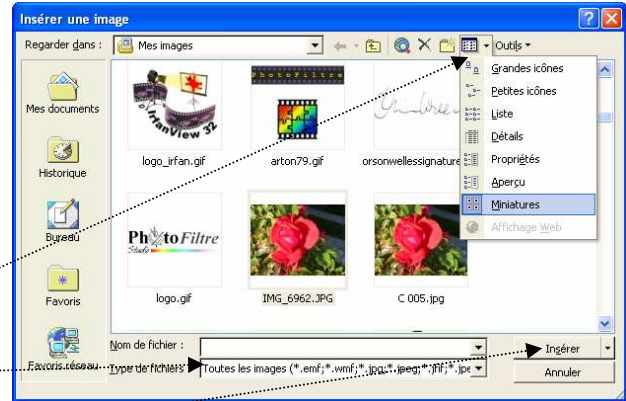 Insérer une image
Regarder dans : Mes images Outils
Grandes icônes
Petites icônes
Liste
Détails
Propriétés
Aperçu
Miniatures
Affichage Web
Mes documents
Historique
Bureau
Favoris
Favoris réseau
IrfanView 32
PhotoFiltre
logo_irfan.gif arton79.gif orsonwellessignature
PhotoFiltre
Studio
logo.gif IMG_6962.JPG C 005.jpg
Nom de fichier : Insérer
Type de fichiers : Toutes les images (*.emf;*.wmf;*.jpg;*.jpeg;*.jfif;*.jpe Annuler